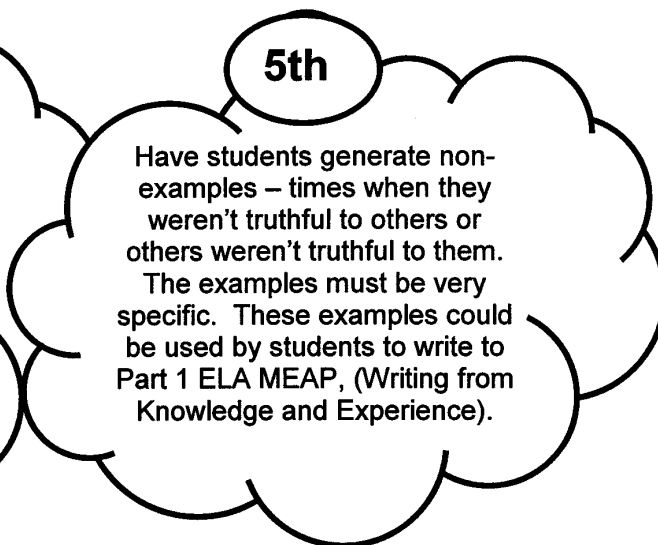 5th
Have students generate non-
examples – times when they
weren't truthful to others or
others weren't truthful to them.
The examples must be very
specific.  These examples could
be used by students to write to
Part 1 ELA MEAP, (Writing from
Knowledge and Experience).